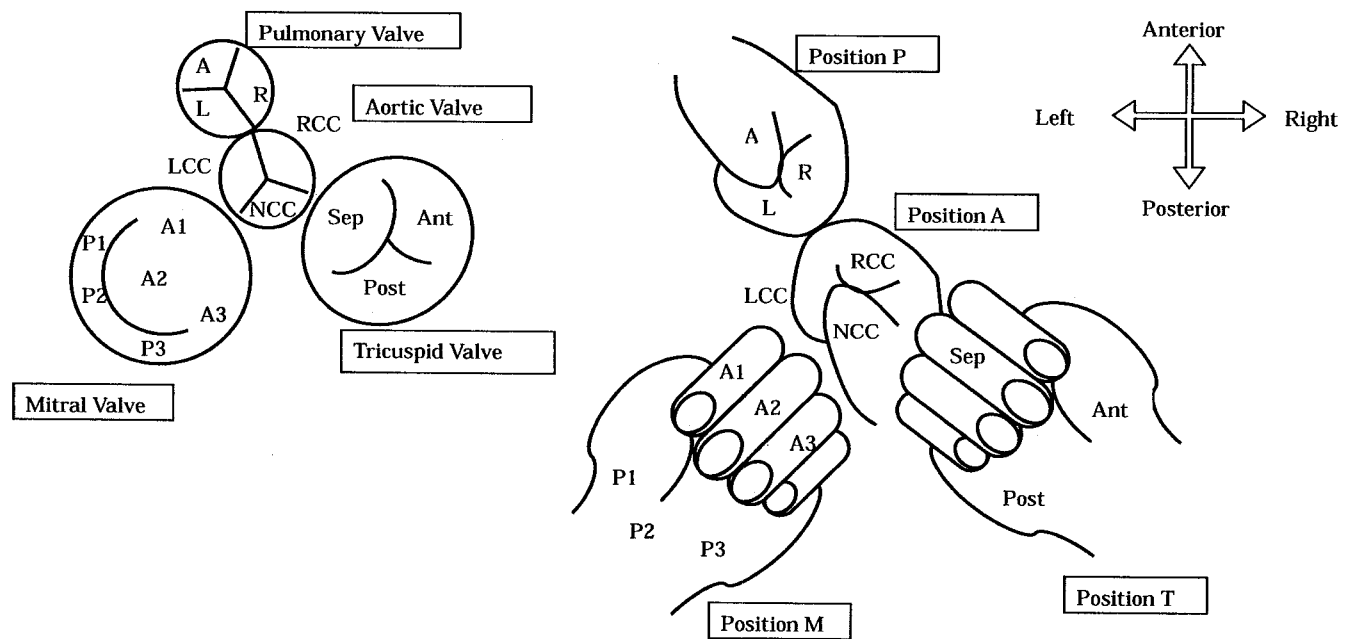 Pulmonary Valve
A
L
R
Aortic Valve
RCC
LCC
NCC
Sep
Ant
Post
P1
A1
P2
A2
A3
P3
Tricuspid Valve
Mitral Valve
Position P
A
R
L
Position A
RCC
LCC
NCC
Sep
A1
A2
A3
Ant
P1
P2
P3
Post
Position T
Position M
Anterior
Left
Right
Posterior